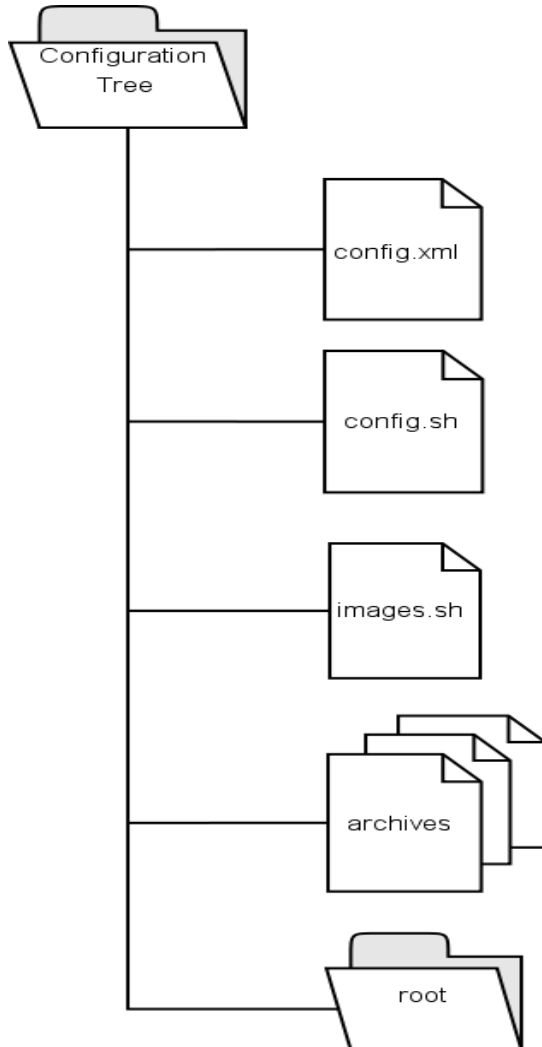 Configuration
Tree
config.xml
config.sh
images.sh
archives
root